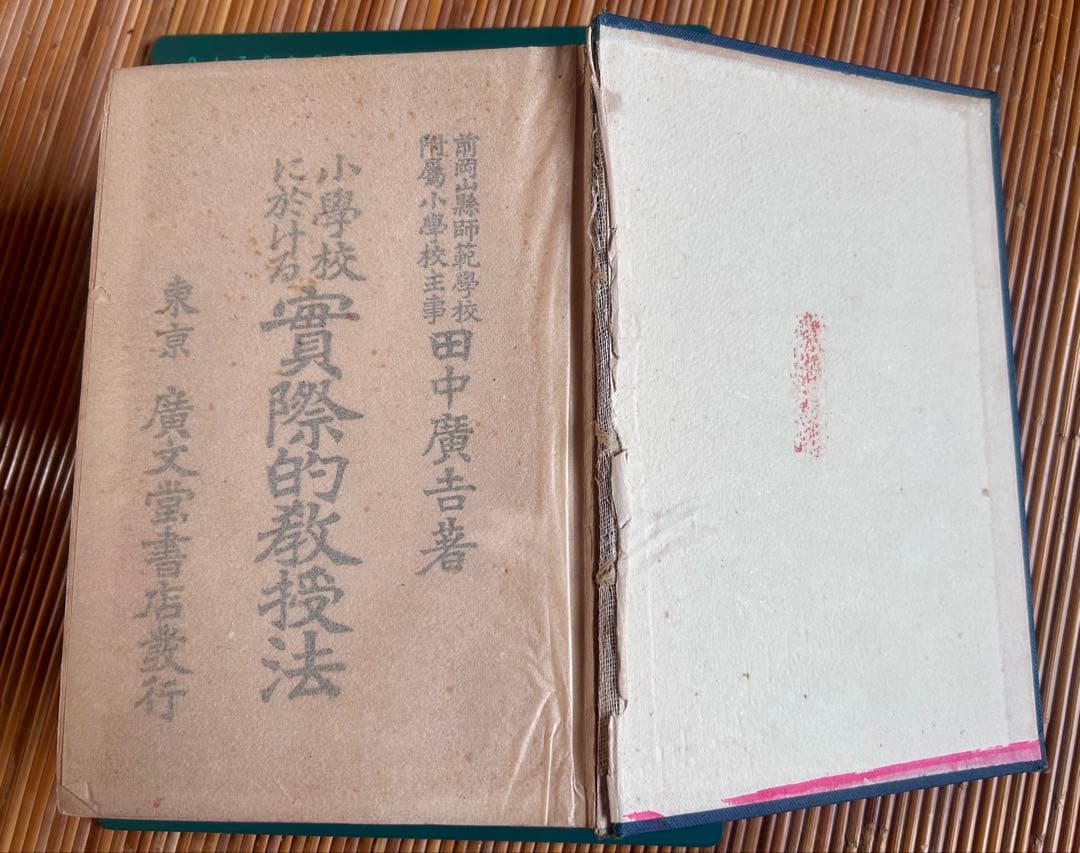 前岡山縣師範學校
附屬小學校主事
田中廣吉著
小學校
に於ける
實際的教授法
東京 廣文堂書店發行